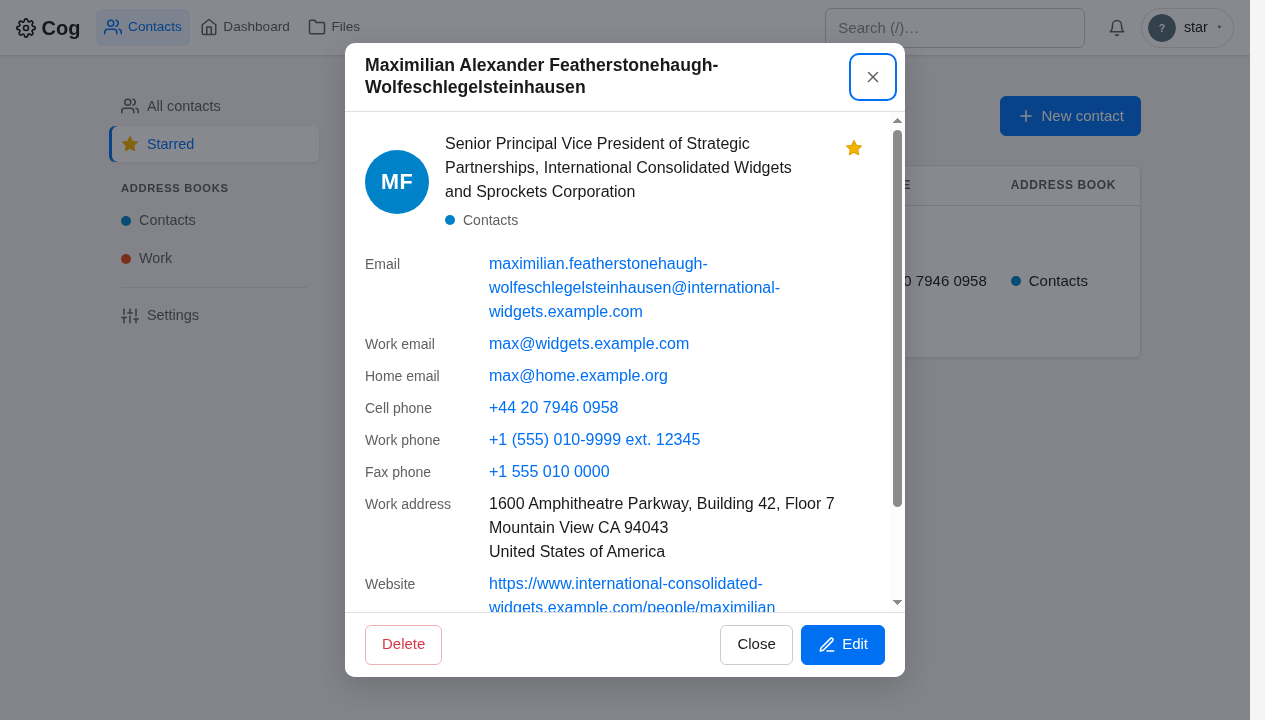 Cog
Contacts
Dashboard
Files
Search (/)…
?
star
All contacts
Starred
ADDRESS BOOKS
Contacts
Work
Settings
New contact
ADDRESS BOOK
7946 0958
Contacts
Maximilian Alexander Featherstonehaugh-
Wolfeschlegelsteinhausen
MF
Senior Principal Vice President of Strategic
Partnerships, International Consolidated Widgets
and Sprockets Corporation
Contacts
Email
maximilian.featherstonehaugh-
wolfeschlegelsteinhausen@international-
widgets.example.com
Work email
max@widgets.example.com
Home email
max@home.example.org
Cell phone
+44 20 7946 0958
Work phone
+1 (555) 010-9999 ext. 12345
Fax phone
+1 555 010 0000
Work address
1600 Amphitheatre Parkway, Building 42, Floor 7
Mountain View CA 94043
United States of America
Website
https://www.international-consolidated-
widgets.example.com/people/maximilian
Delete
Close
Edit